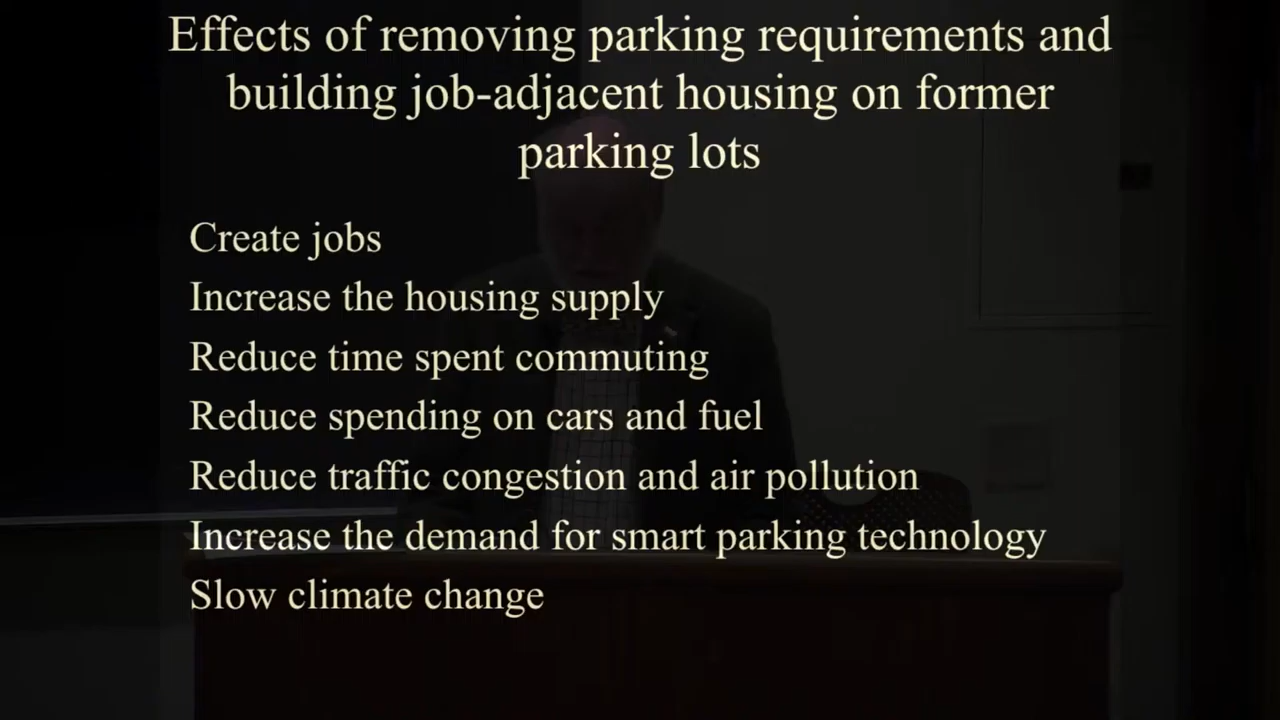 Effects of removing parking requirements and
building job-adjacent housing on former
parking lots
Create jobs
Increase the housing supply
Reduce time spent commuting
Reduce spending on cars and fuel
Reduce traffic congestion and air pollution
Increase the demand for smart parking technology
Slow climate change